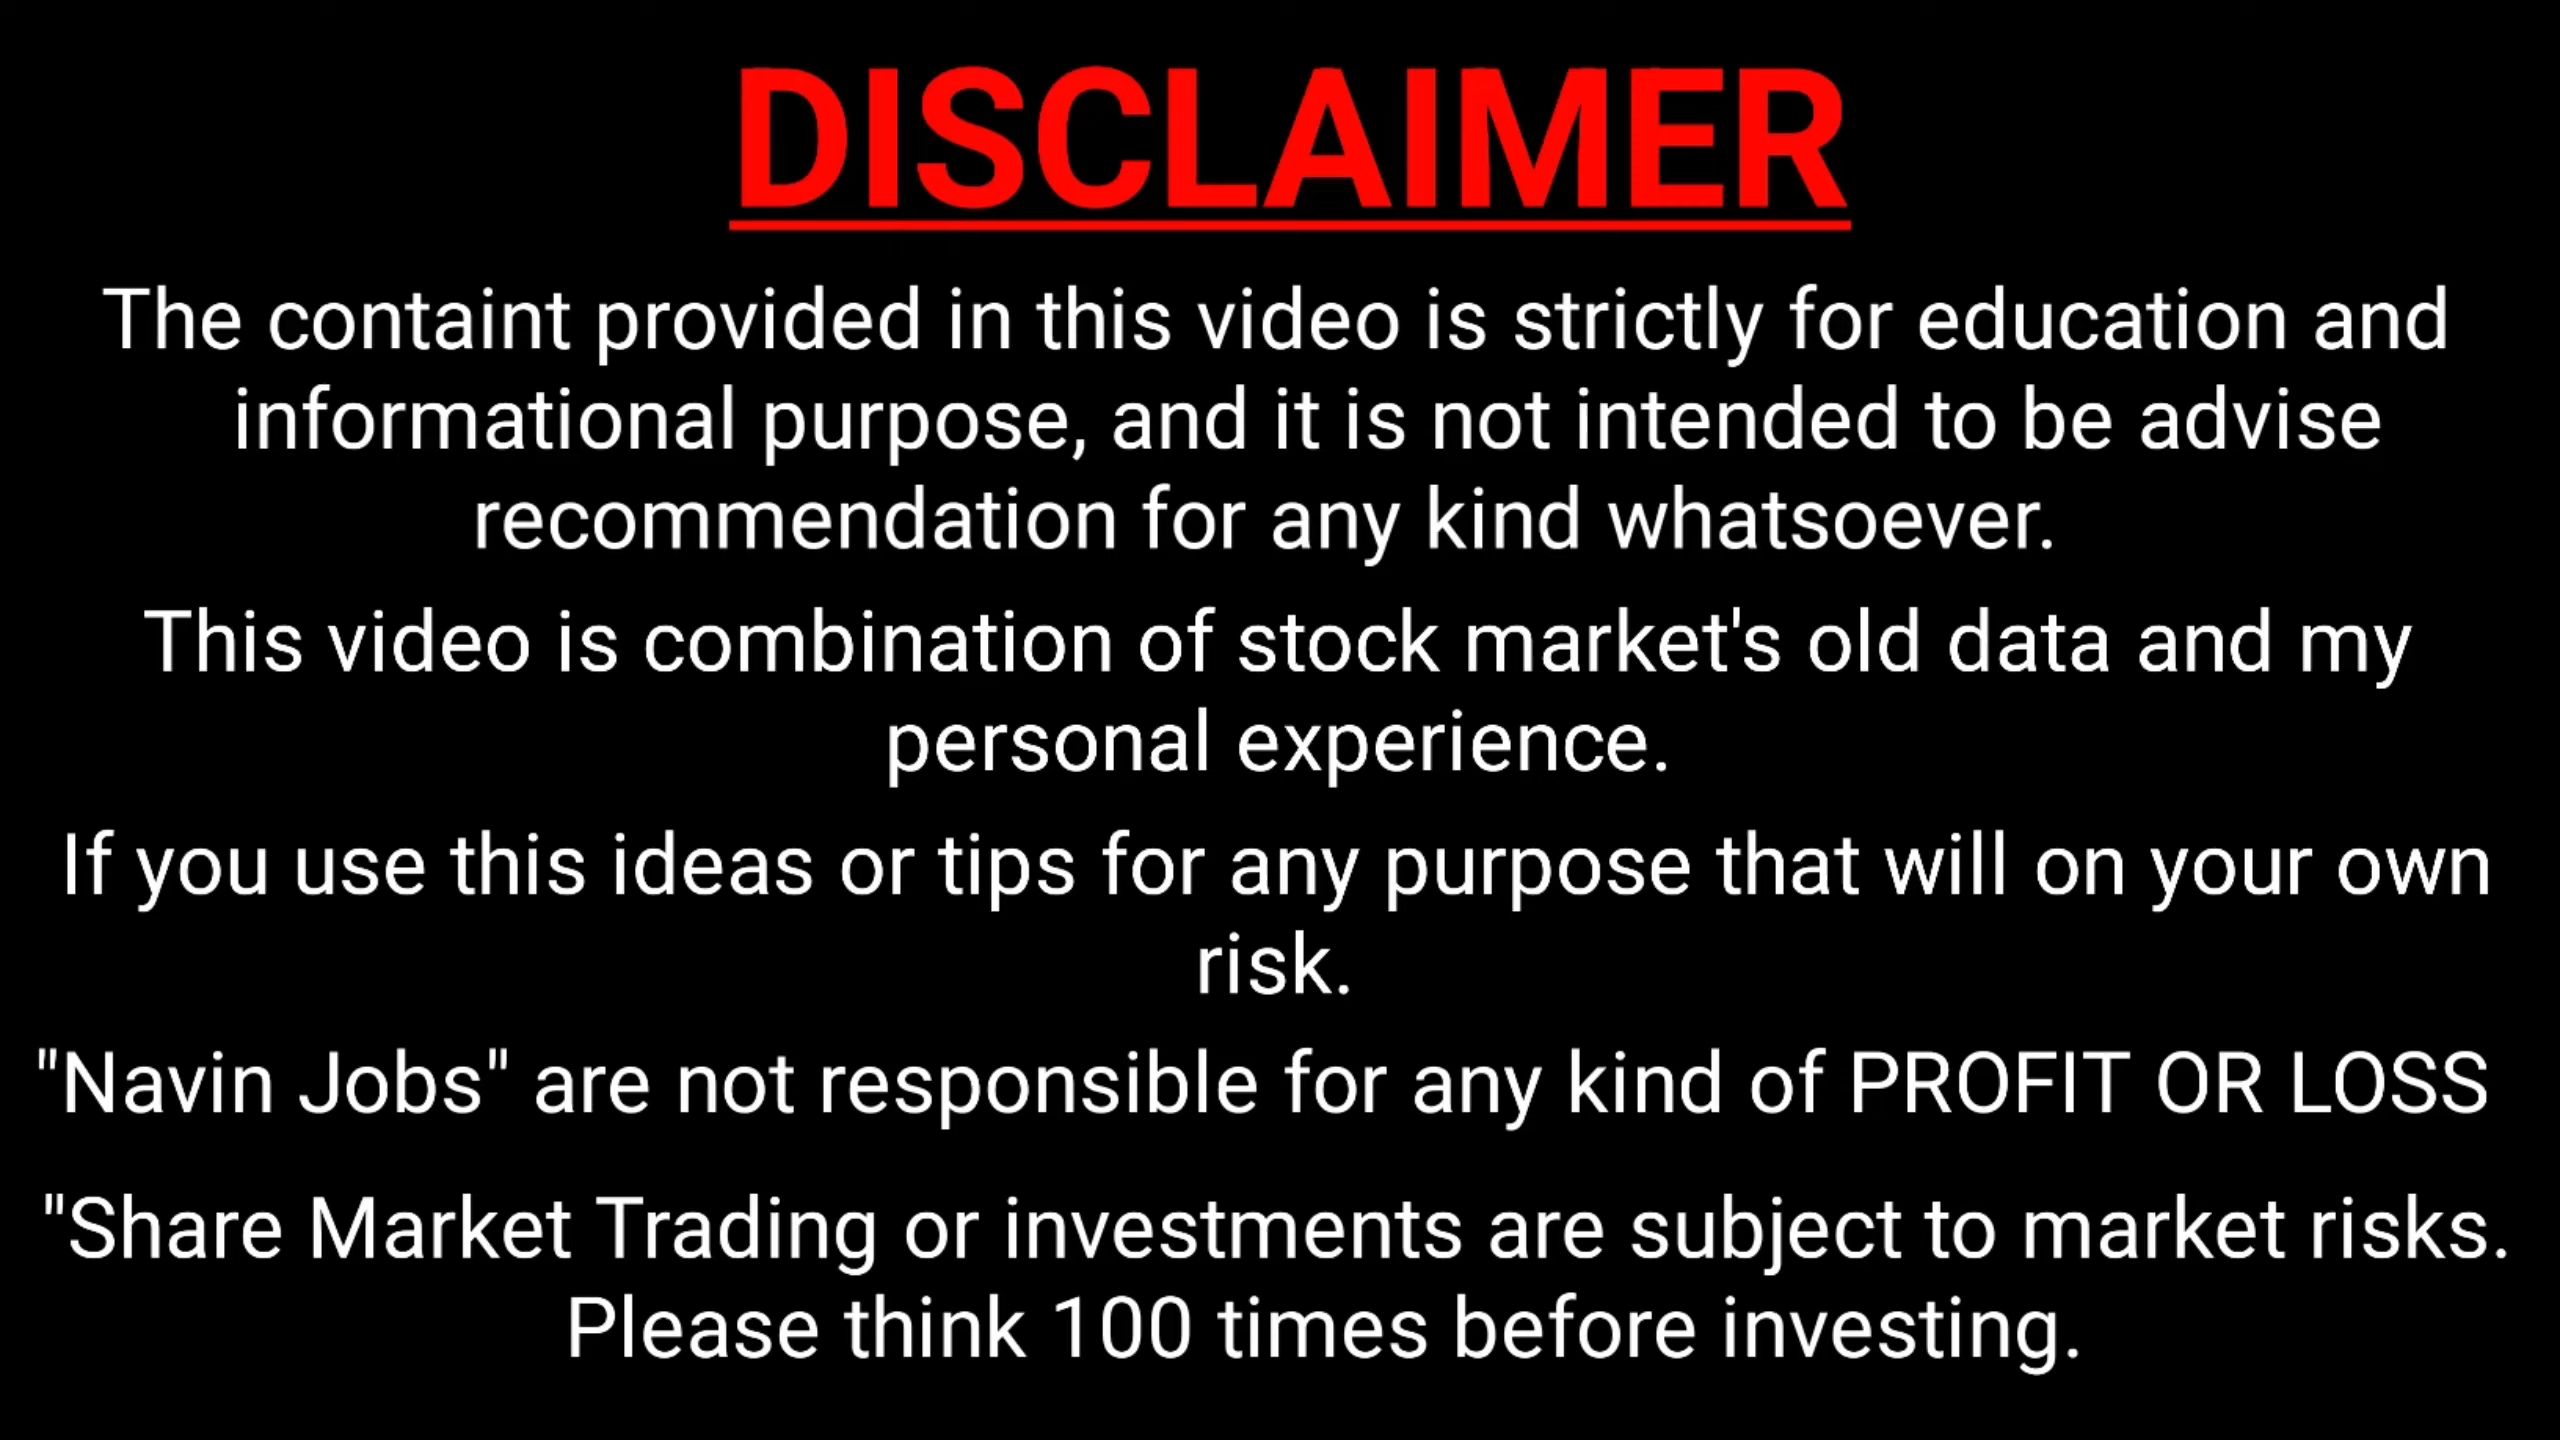 DISCLAIMER
The containt provided in this video is strictly for education and
informational purpose, and it is not intended to be advise
recommendation for any kind whatsoever.
This video is combination of stock market's old data and my
personal experience.
If you use this ideas or tips for any purpose that will on your own
risk.
"Navin Jobs" are not responsible for any kind of PROFIT OR LOSS
"Share Market Trading or investments are subject to market risks.
Please think 100 times before investing.